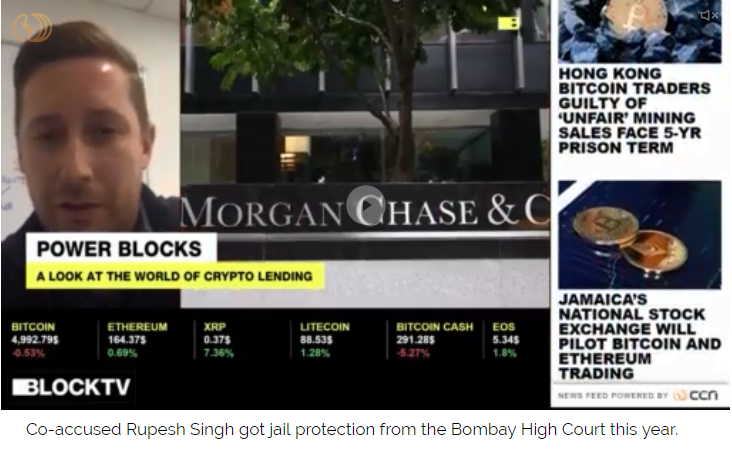 MORGAN CHASE & C
POWER BLOCKS
A LOOK AT THE WORLD OF CRYPTO LENDING
BITCOIN
4,992.79$
-0.53%
ETHEREUM
164.37$
0.69%
XRP
0.37$
7.36%
LITECOIN
88.53$
1.28%
BITCOIN CASH
291.28$
-5.27%
EOS
5.34$
1.8%
BLOCKTV
HONG KONG
BITCOIN TRADERS
GUILTY OF
‘UNFAIR’ MINING
SALES FACE 5-YR
PRISON TERM
JAMAICA’S
NATIONAL STOCK
EXCHANGE WILL
PILOT BITCOIN AND
ETHEREUM
TRADING
NEWS FEED POWERED BY ccn
Co-accused Rupesh Singh got jail protection from the Bombay High Court this year.